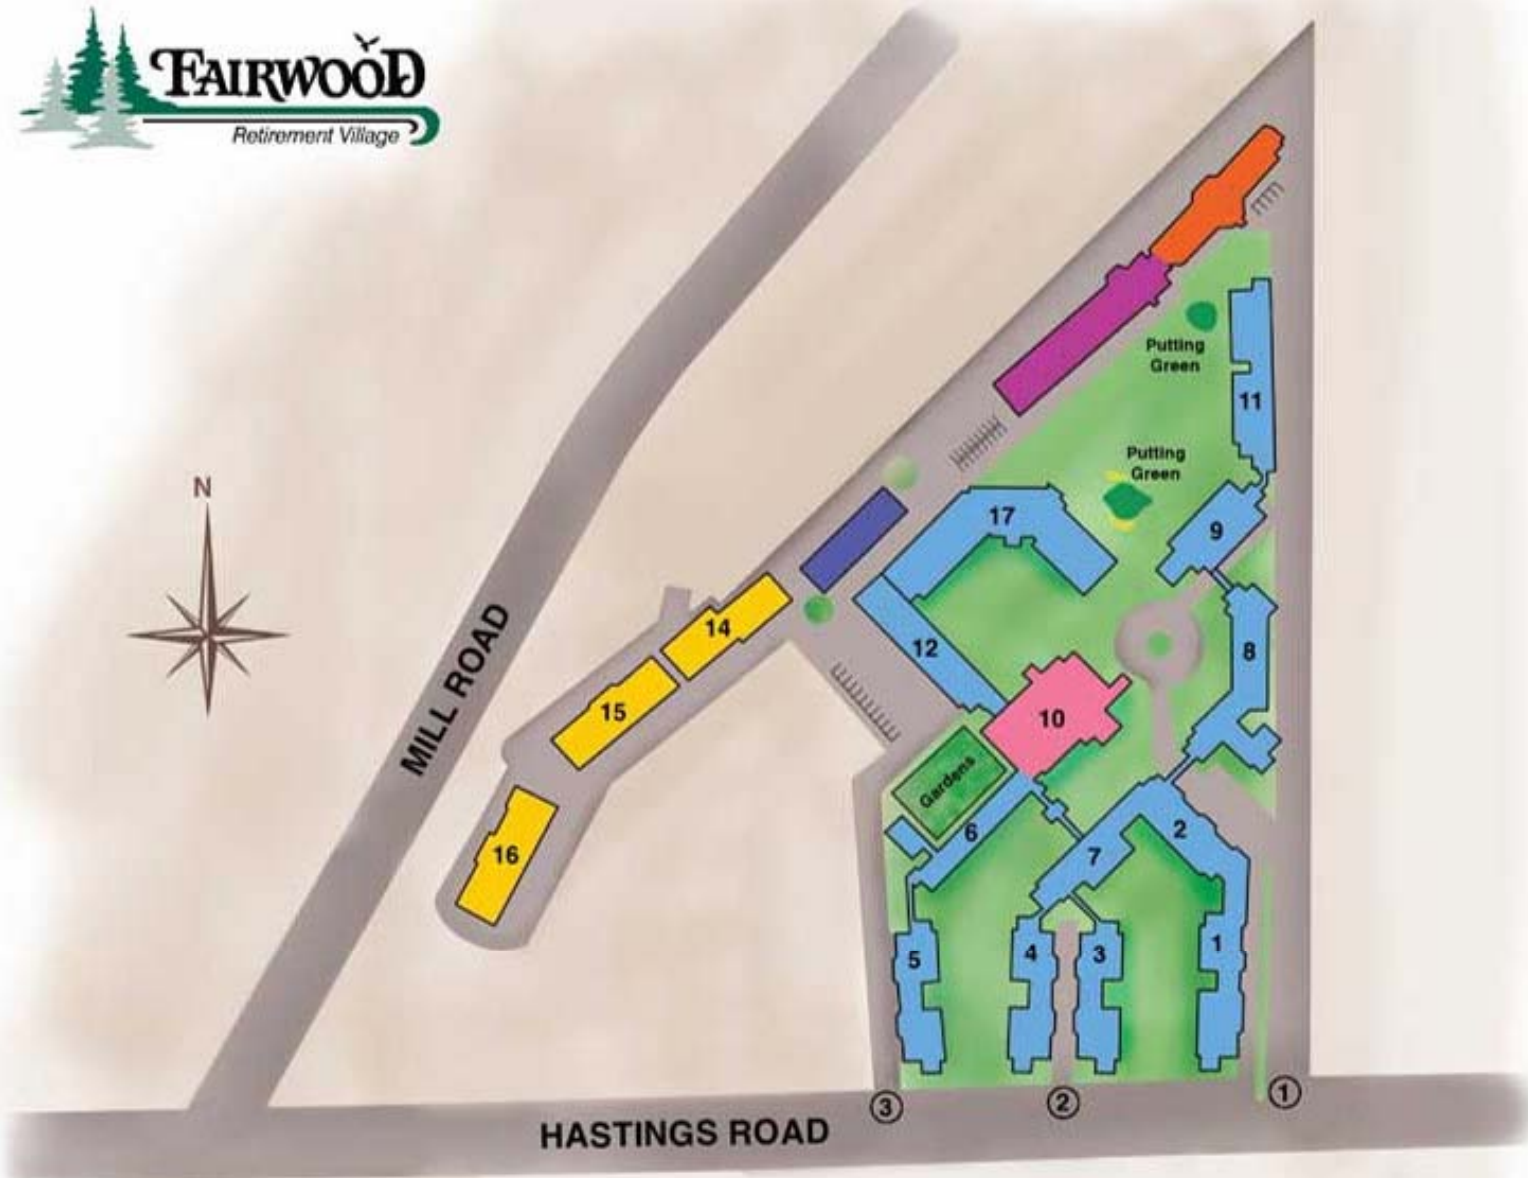 FAIRWOOD
Retirement Village
N
MILL ROAD
HASTINGS ROAD
Putting
Green
11
Putting
Green
17
9
14
12
8
15
10
Gardens
16
6
2
7
5
4
3
1
3
2
1